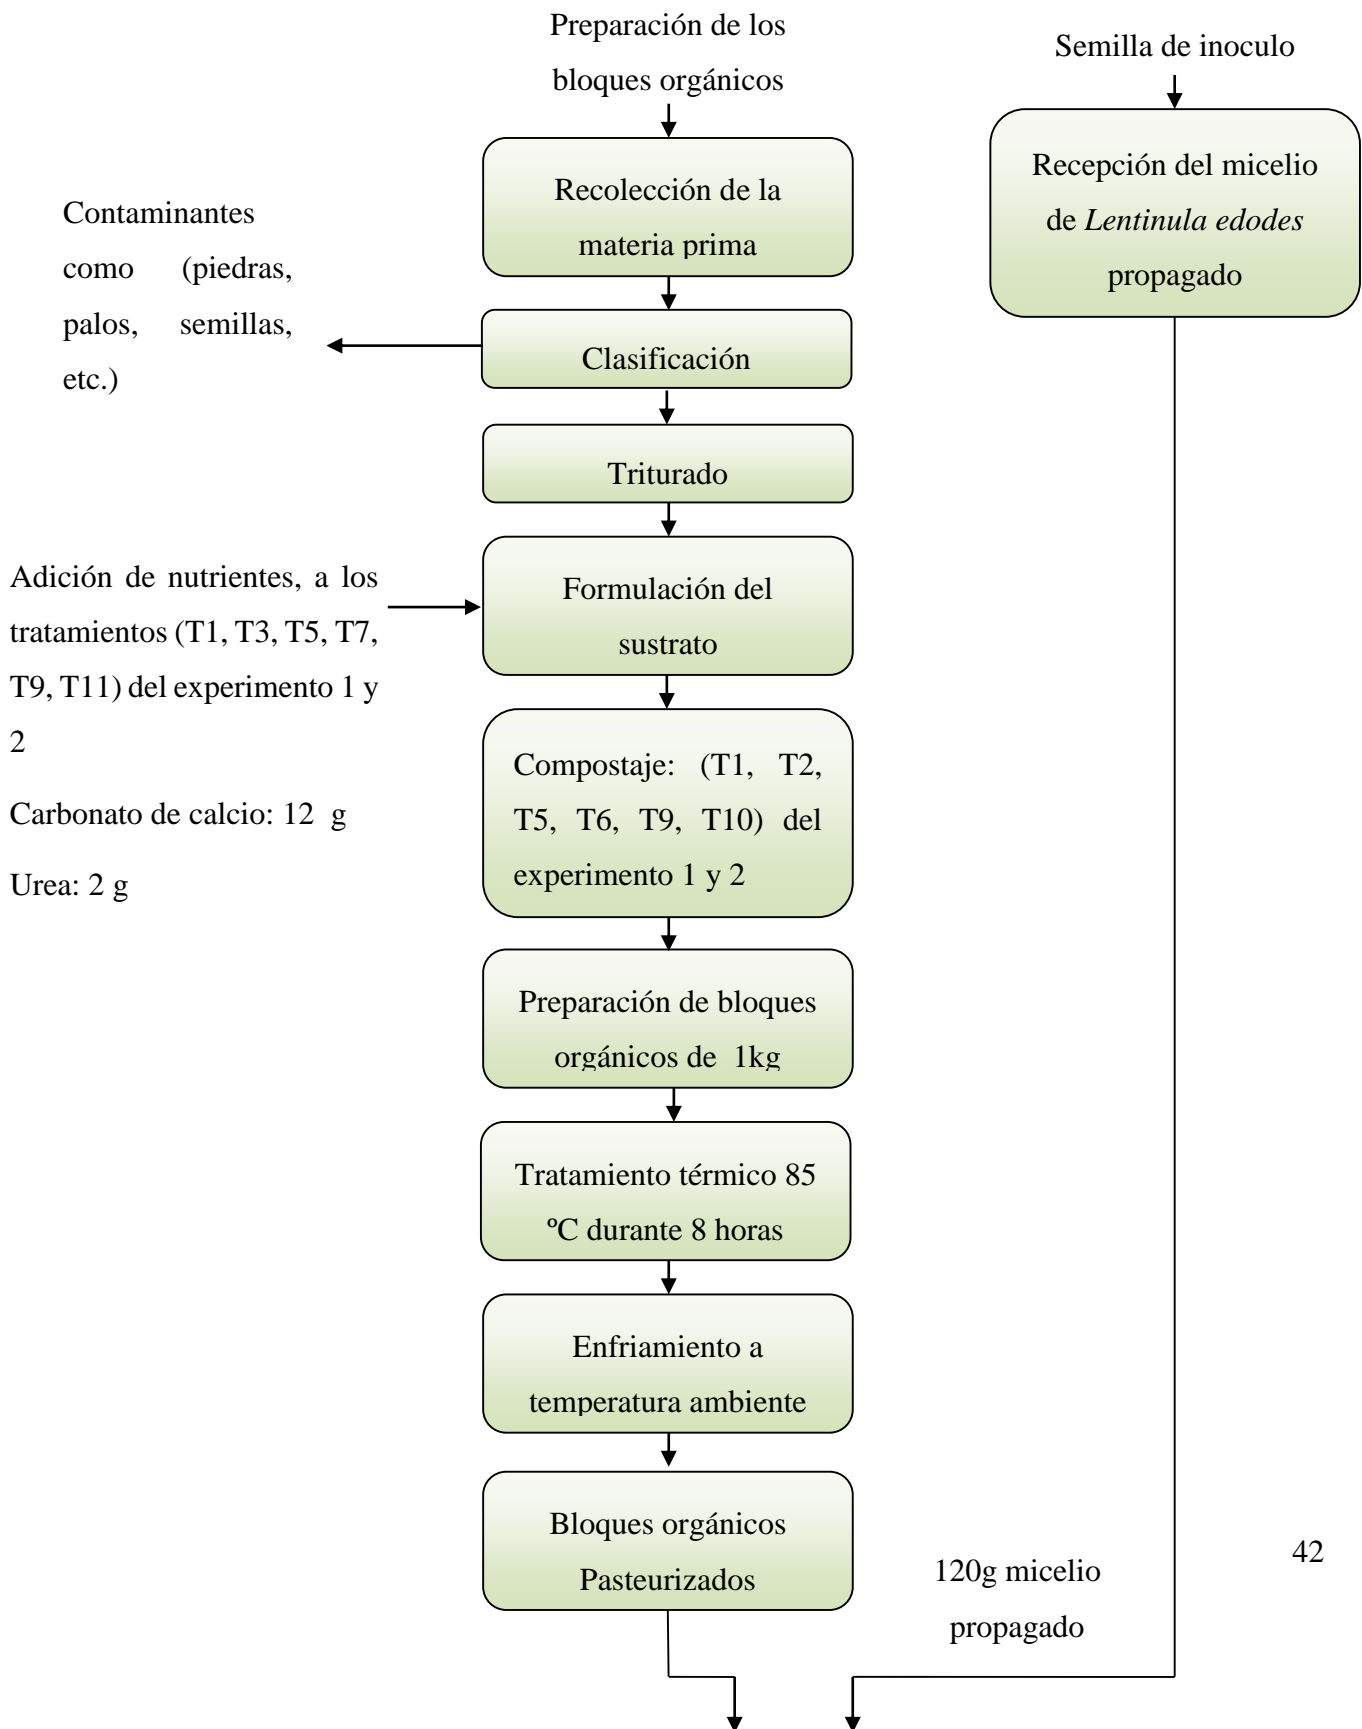 Preparación de los
bloques orgánicos
Semilla de inoculo
Recepción del micelio
de Lentinula edodes
propagado
Recolección de la
materia prima
Contaminantes
como (piedras,
palos, semillas,
etc.)
Clasificación
Triturado
Adición de nutrientes, a los
tratamientos (T1, T3, T5, T7,
T9, T11) del experimento 1 y
2
Carbonato de calcio: 12 g
Urea: 2 g
Formulación del
sustrato
Compostaje: (T1, T2,
T5, T6, T9, T10) del
experimento 1 y 2
Preparación de bloques
orgánicos de 1kg
Tratamiento térmico 85
ºC durante 8 horas
Enfriamiento a
temperatura ambiente
Bloques orgánicos
Pasteurizados
120g micelio
propagado
42